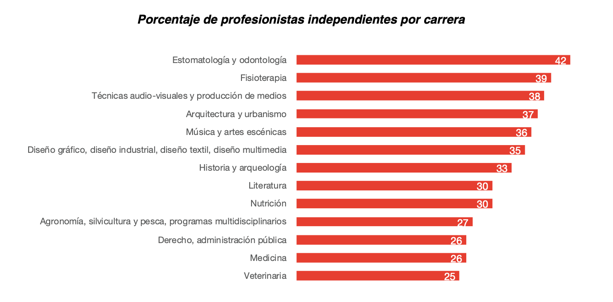 Porcentaje de profesionistas independientes por carrera
Estomatología y odontología 42
Fisioterapia 39
Técnicas audio-visuales y producción de medios 38
Arquitectura y urbanismo 37
Música y artes escénicas 36
Diseño gráfico, diseño industrial, diseño textil, diseño multimedia 35
Historia y arqueología 33
Literatura 30
Nutrición 30
Agronomía, silvicultura y pesca, programas multidisciplinarios 27
Derecho, administración pública 26
Medicina 26
Veterinaria 25